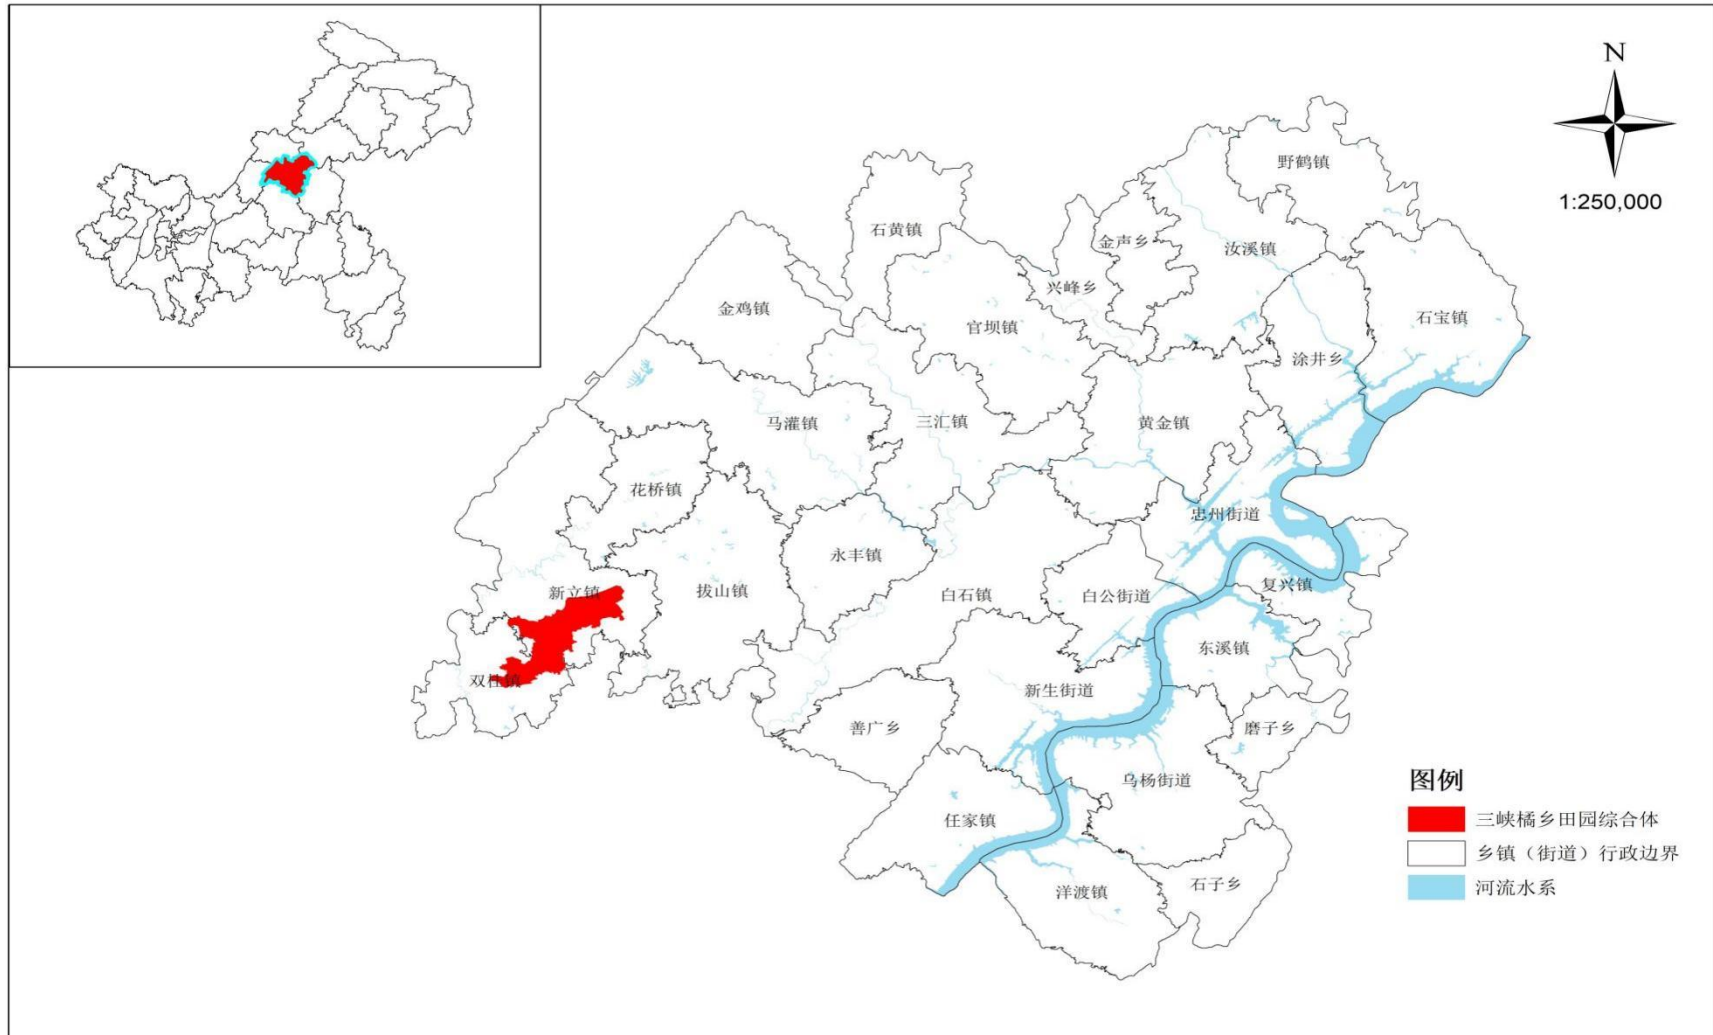 N
1:250,000
野鹤镇
石黄镇
金声乡
汝溪镇
兴峰乡
金鸡镇
官坝镇
石宝镇
涂井乡
马灌镇
三汇镇
黄金镇
花桥镇
忠州街道
永丰镇
新立镇
拔山镇
白石镇
白公街道
复兴镇
东溪镇
双桂镇
新生街道
善广乡
磨子乡
乌杨街道
任家镇
洋渡镇
石子乡
图例
三峡橘乡田园综合体
乡镇（街道）行政边界
河流水系